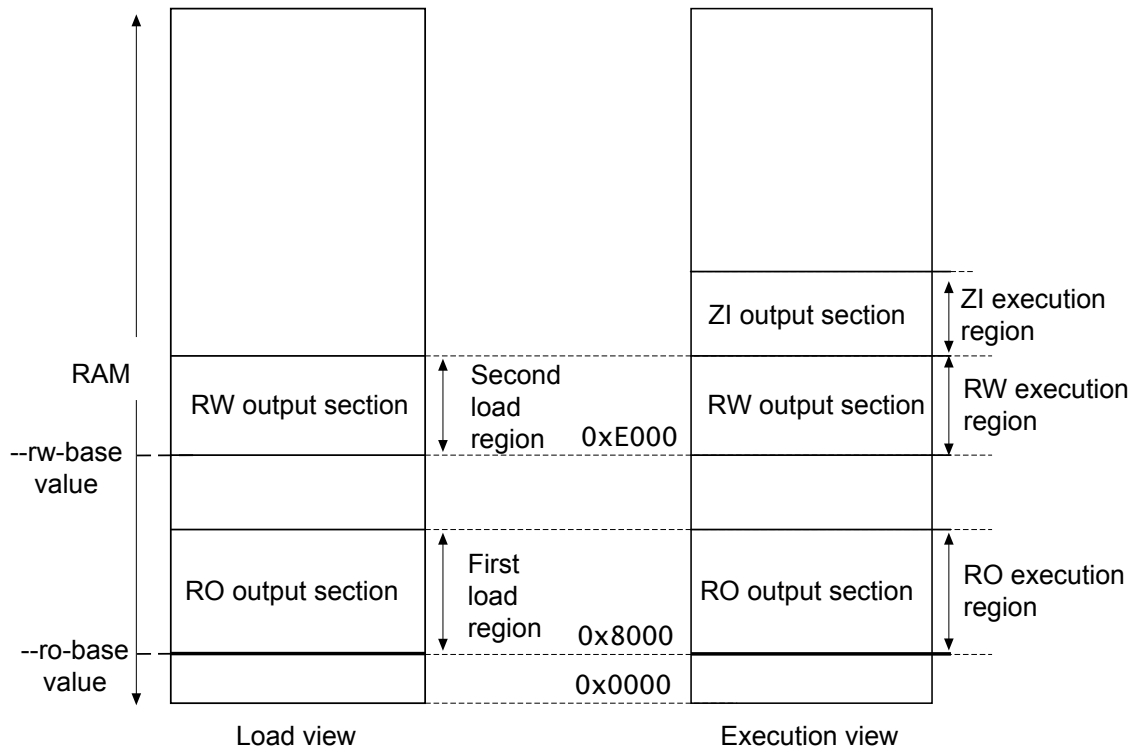 ZI output section
ZI execution
region
RAM
RW output section
Second
load
region
0xE000
RW output section
RW execution
region
--rw-base
value
RO output section
First
load
region
0x8000
RO output section
RO execution
region
--ro-base
value
0x0000
Load view
Execution view